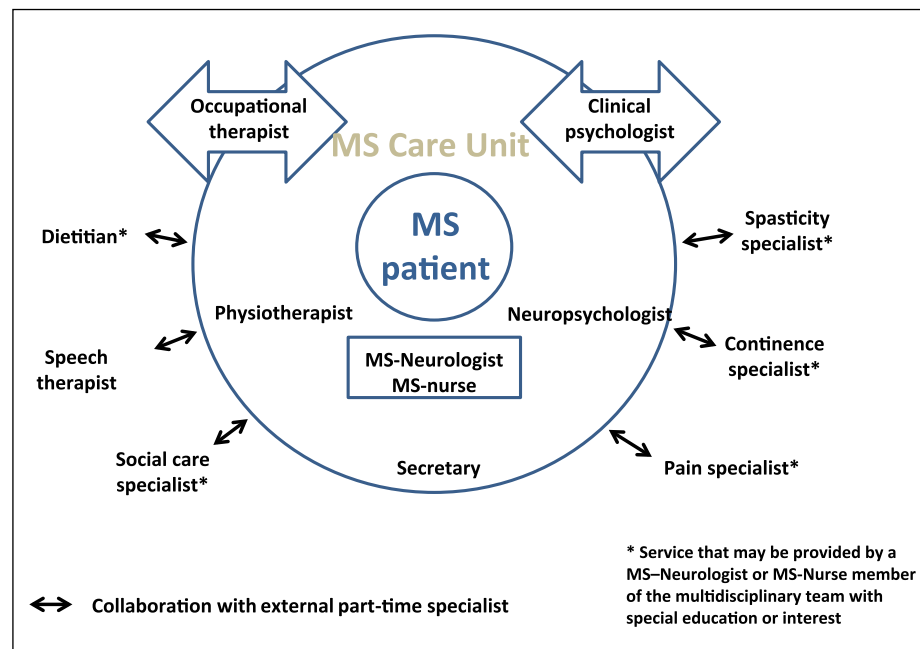 Occupational
therapist
Clinical
psychologist
MS Care Unit
MS
patient
Dietitian*
Spasticity
specialist*
Physiotherapist
Neuropsychologist
Speech
therapist
MS-Neurologist
MS-nurse
Continence
specialist*
Social care
specialist*
Secretary
Pain specialist*
Collaboration with external part-time specialist
* Service that may be provided by a
MS–Neurologist or MS-Nurse member
of the multidisciplinary team with
special education or interest